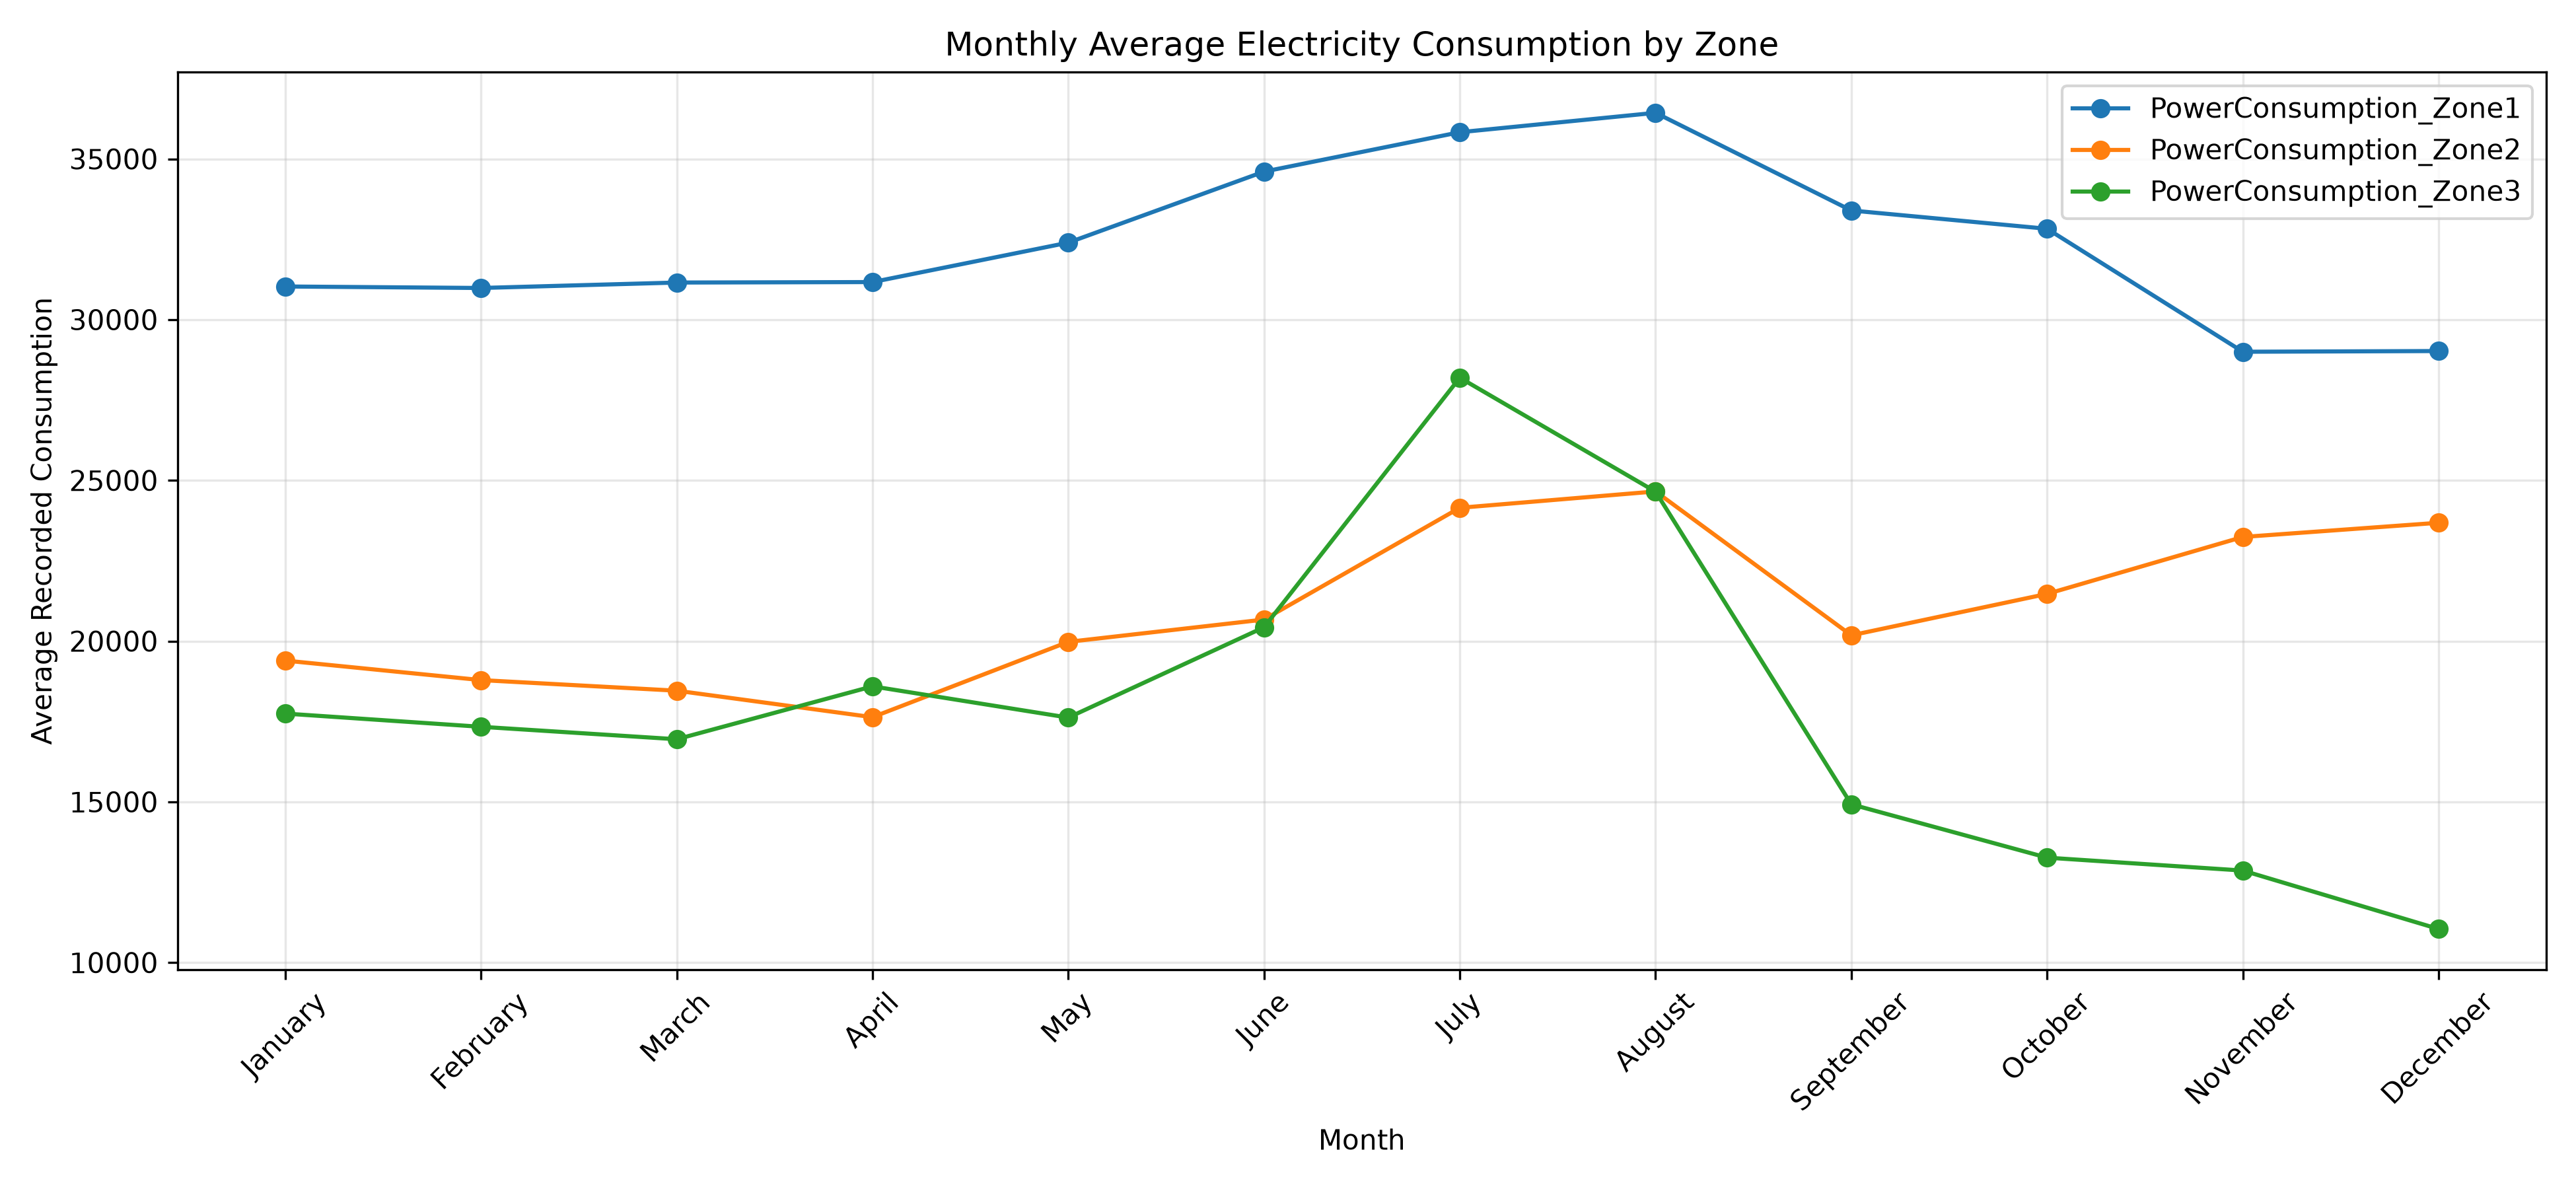 Monthly Average Electricity Consumption by Zone
PowerConsumption_Zone1
PowerConsumption_Zone2
PowerConsumption_Zone3
Average Recorded Consumption
35000
30000
25000
20000
15000
10000
January
February
March
April
May
June
July
August
September
October
November
December
Month